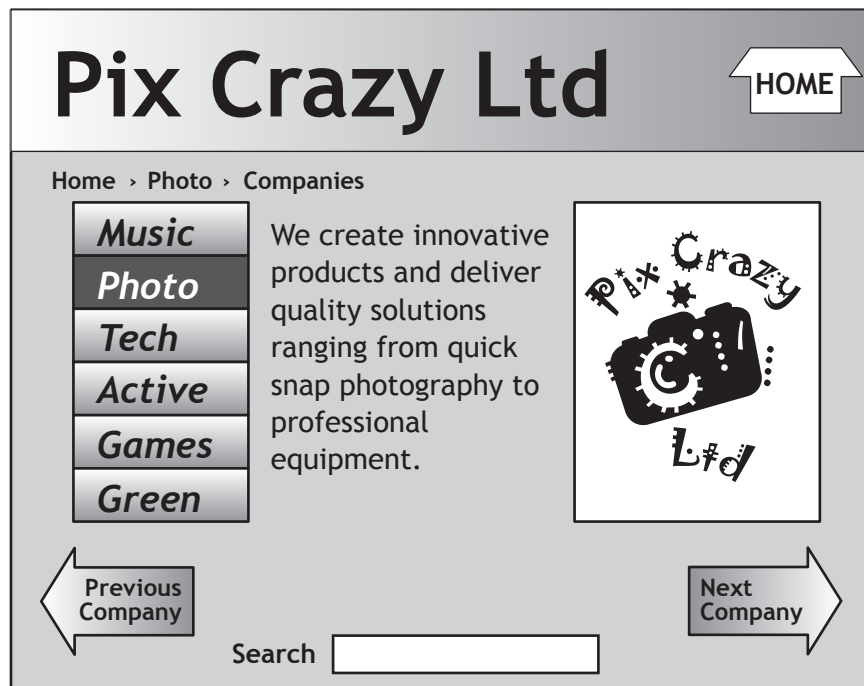 Pix Crazy Ltd
HOME
Home › Photo › Companies
Music
Photo
Tech
Active
Games
Green
We create innovative
products and deliver
quality solutions
ranging from quick
snap photography to
professional
equipment.
Pix Crazy
C
Ltd
Previous
Company
Next
Company
Search